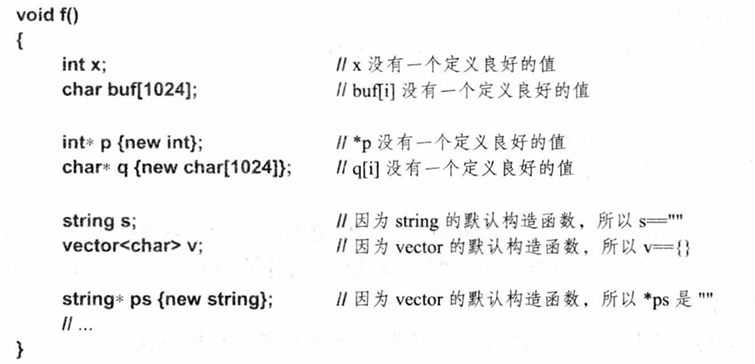 void f()
{
int x; // x 没有一个定义良好的值
char buf[1024]; // buf[i] 没有一个定义良好的值
int* p {new int}; // *p 没有一个定义良好的值
char* q {new char[1024]}; // q[i] 没有一个定义良好的值
string s; // 因为 string 的默认构造函数，所以 s==""
vector<char> v; // 因为 vector 的默认构造函数，所以 v=={}
string* ps {new string}; // 因为 vector 的默认构造函数，所以 *ps 是 ""
// ...
}